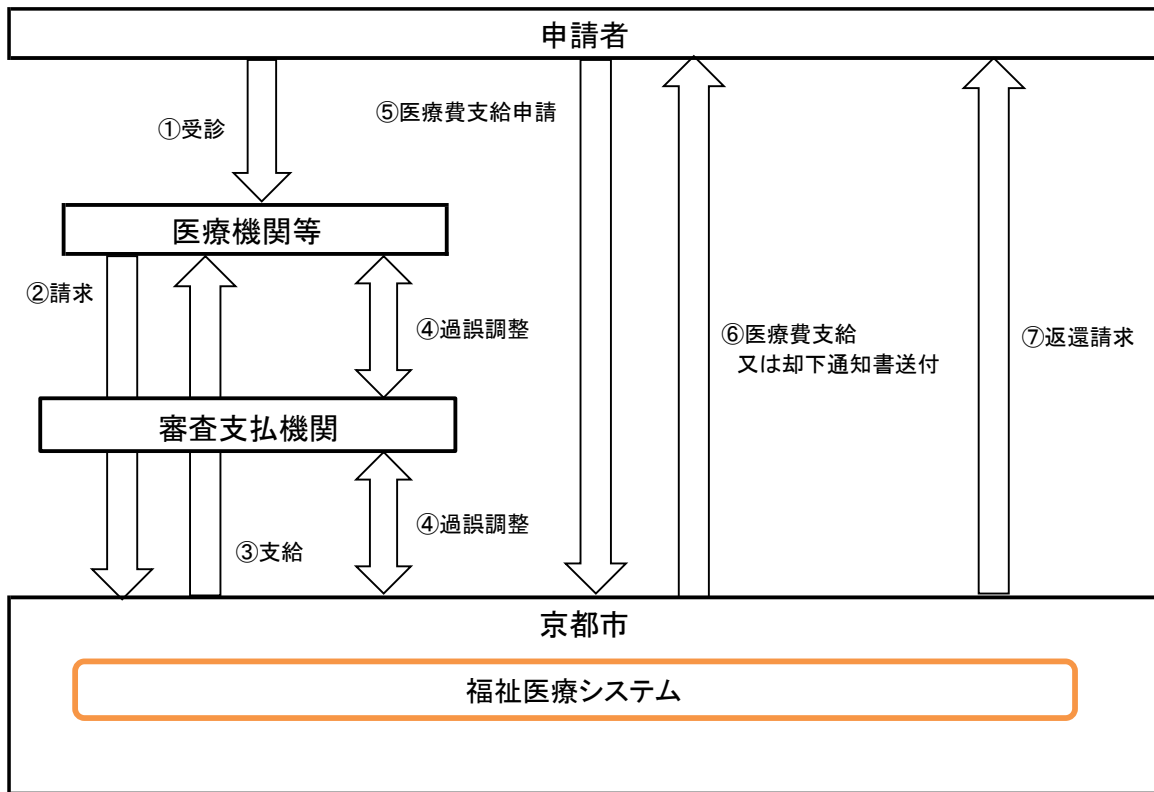 申請者
⑤医療費支給申請
①受診
医療機関等
②請求
④過誤調整
⑥医療費支給
又は却下通知書送付
⑦返還請求
審査支払機関
④過誤調整
③支給
京都市
福祉医療システム